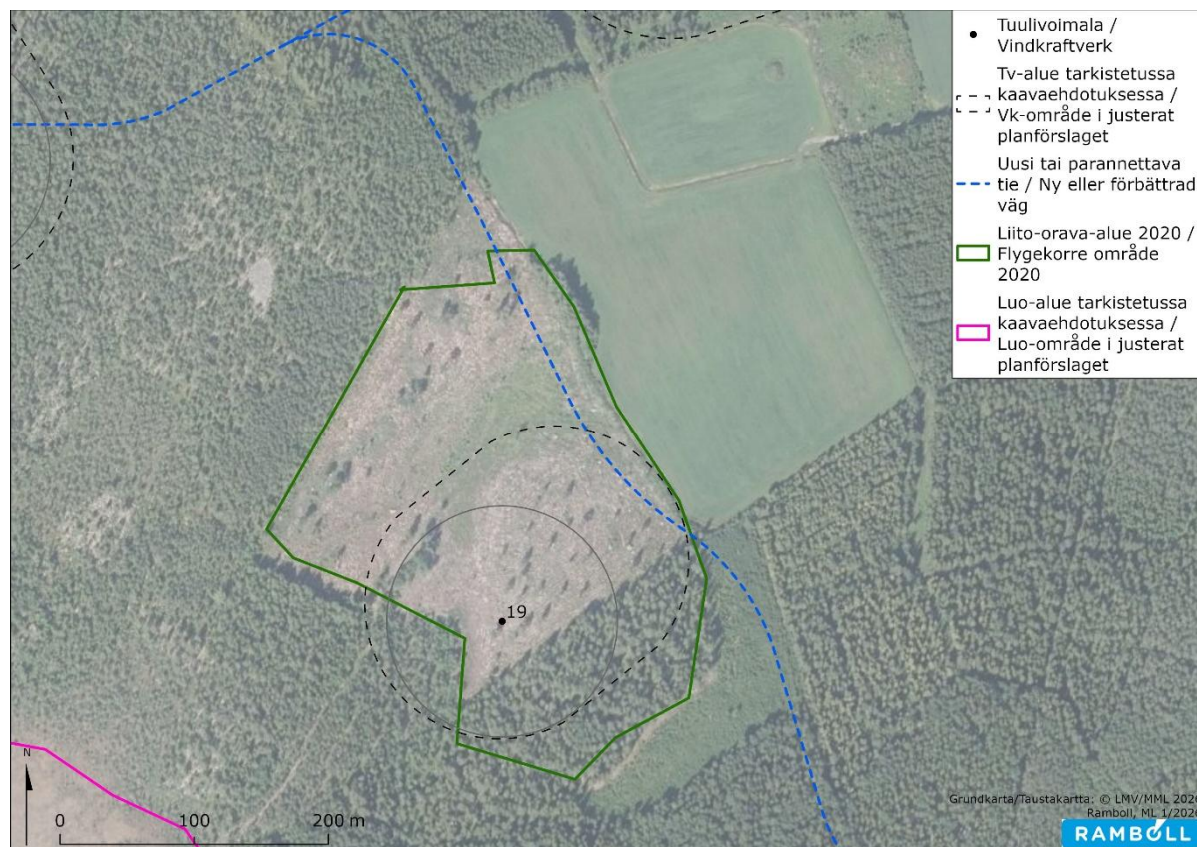 Tuulivoimala /
Vindkraftverk
Tv-alue tarkistetussa
kaavaehdotuksessa /
Vk-område i justerat
planförslaget
Uusi tai parannettava
tie / Ny eller förbättrad
väg
Liito-orava-alue 2020 /
Flygekorre område
2020
Luo-alue tarkistetussa
kaavaehdotuksessa /
Luo-område i justerat
planförslaget
19
N
0 100 200 m
Grundkarta/Taustakartta: © LMV/MML 2026
Ramboll, ML 1/2026
RAMBOLL